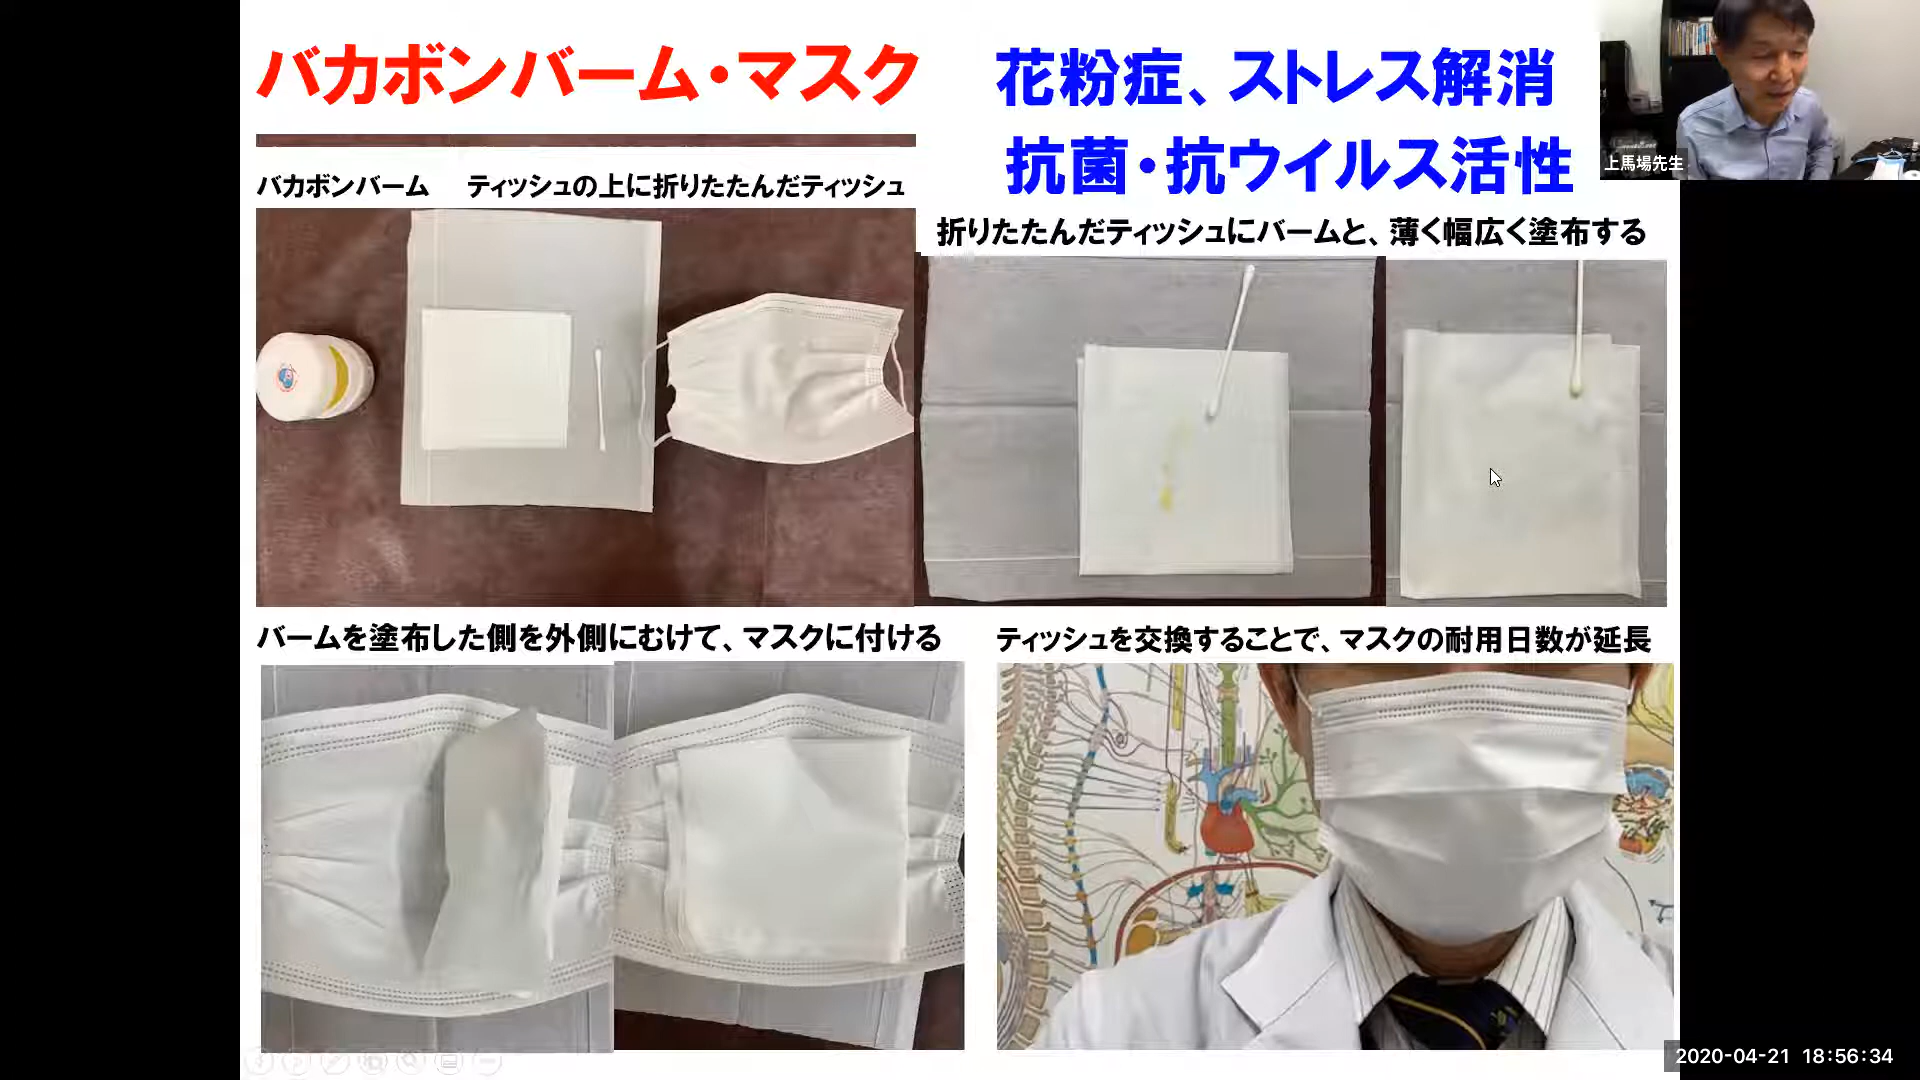 バカボンバーム・マスク
花粉症、ストレス解消
抗菌・抗ウイルス活性
上馬場先生
バカボンバーム ティッシュの上に折りたたんだティッシュ
折りたたんだティッシュにバームと、薄く幅広く塗布する
バームを塗布した側を外側にむけて、マスクに付ける
ティッシュを交換することで、マスクの耐用日数が延長
2020-04-21 18:56:34